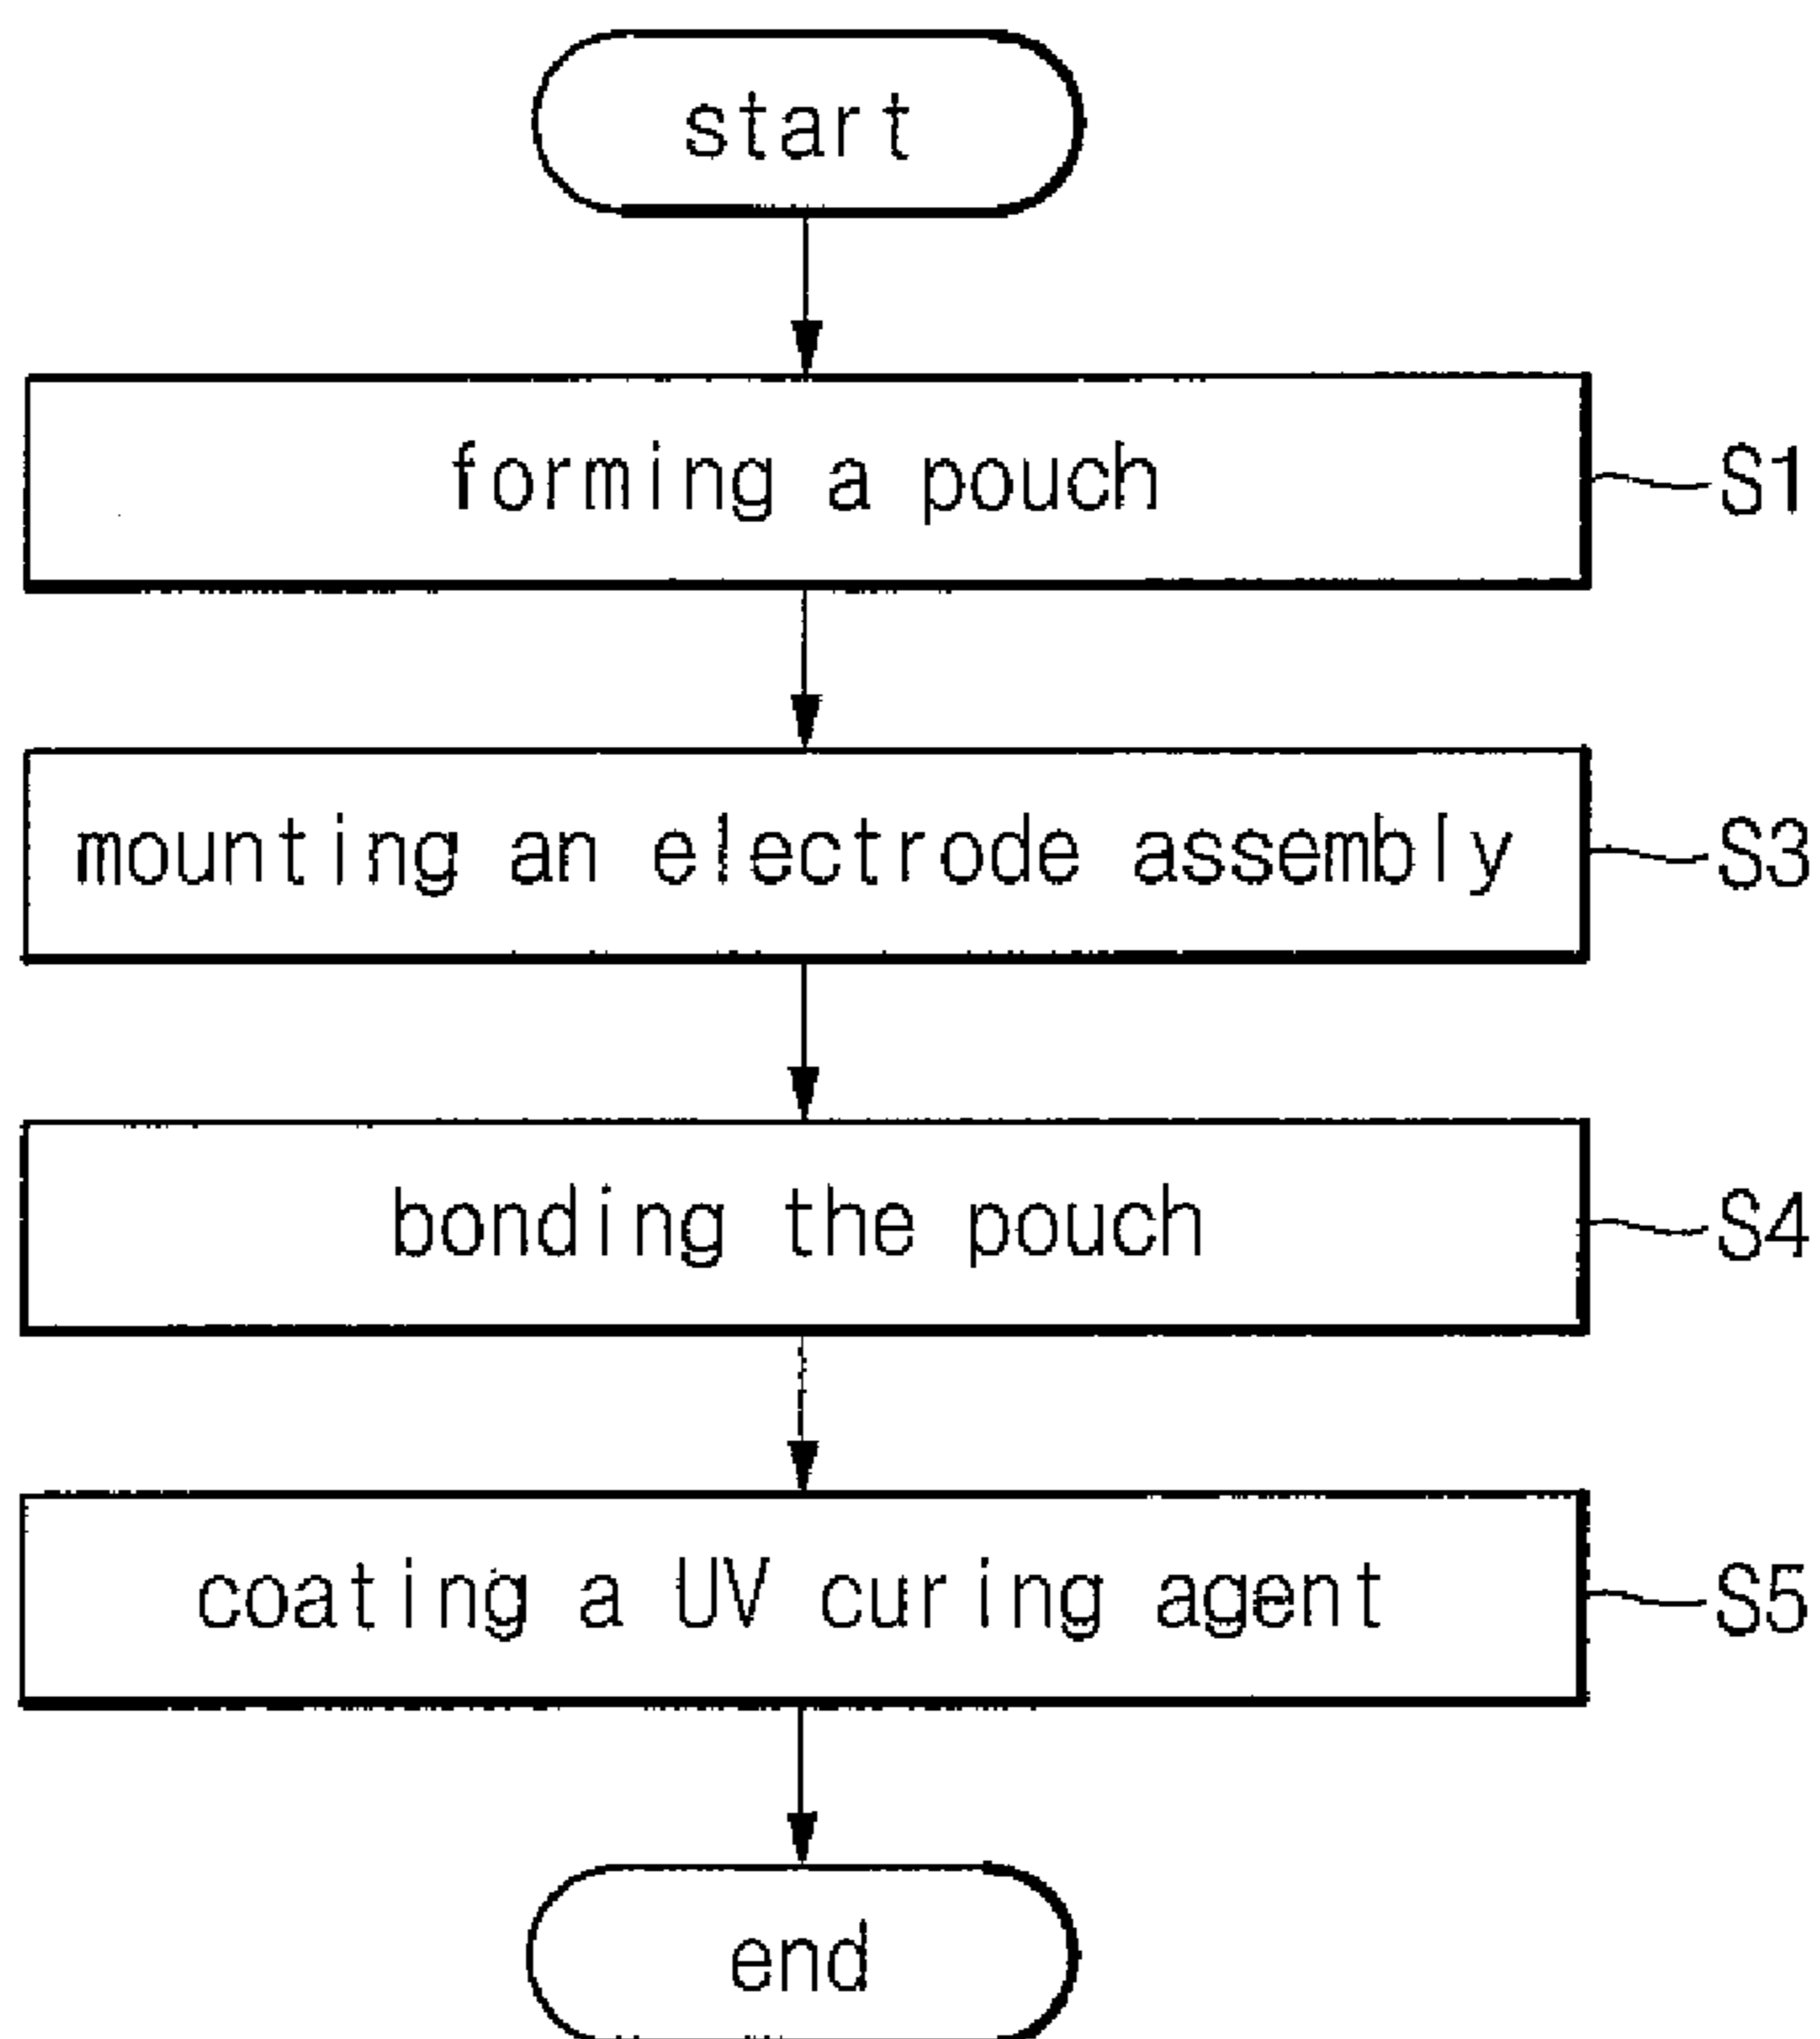 start
forming a pouch S1
mounting an electrode assembly S3
bonding the pouch S4
coating a UV curing agent S5
end